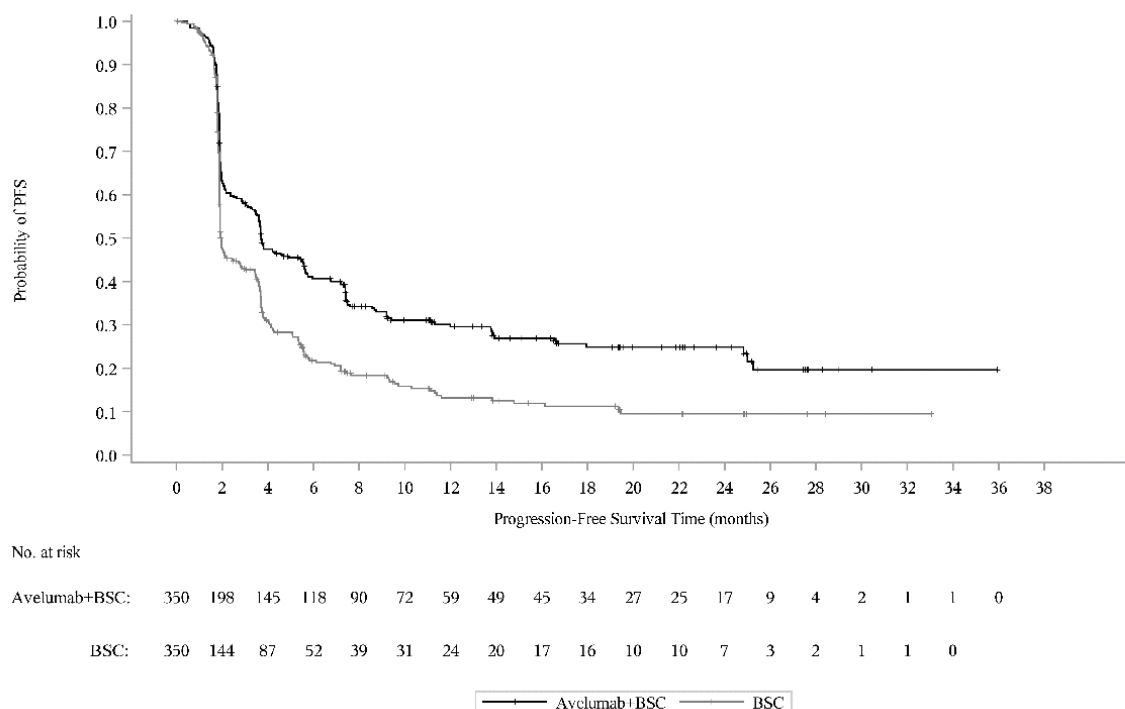 1.0
0.9
0.8
0.7
0.6
0.5
0.4
0.3
0.2
0.1
0.0
Probability of PFS
0 2 4 6 8 10 12 14 16 18 20 22 24 26 28 30 32 34 36 38
Progression-Free Survival Time (months)
No. at risk
Avelumab+BSC: 350 198 145 118 90 72 59 49 45 34 27 25 17 9 4 2 1 1 0
BSC: 350 144 87 52 39 31 24 20 17 16 10 10 7 3 2 1 1 0
Avelumab+BSC BSC